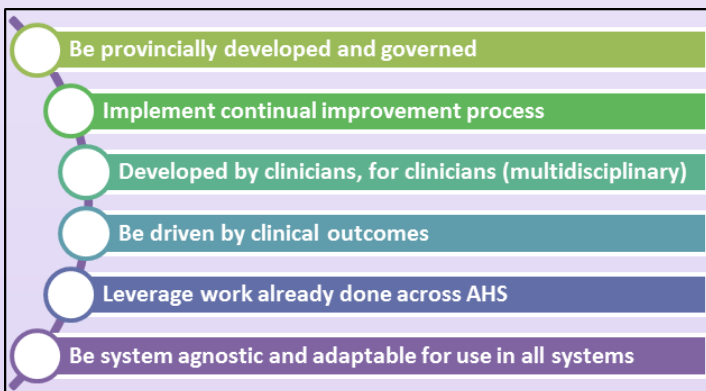 Be provincially developed and governed
Implement continual improvement process
Developed by clinicians, for clinicians (multidisciplinary)
Be driven by clinical outcomes
Leverage work already done across AHS
Be system agnostic and adaptable for use in all systems